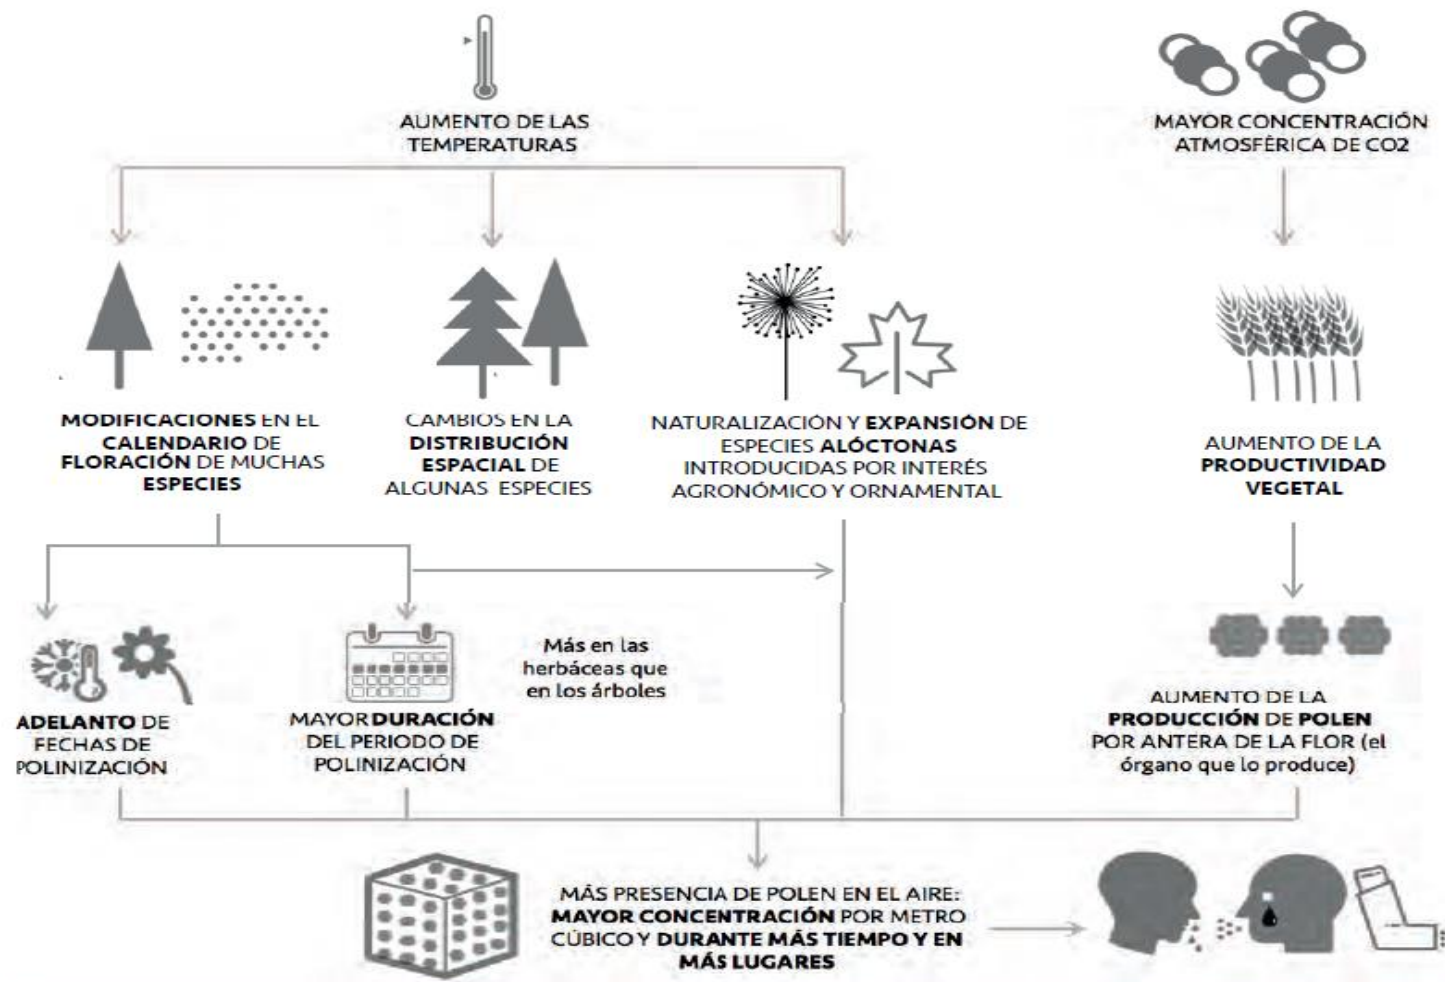 AUMENTO DE LAS
TEMPERATURAS
MAYOR CONCENTRACIÓN
ATMOSFÉRICA DE CO2
MODIFICACIONES EN EL
CALENDARIO DE
FLORACIÓN DE MUCHAS
ESPECIES
CAMBIOS EN LA
DISTRIBUCIÓN
ESPACIAL DE
ALGUNAS ESPECIES
NATURALIZACIÓN Y EXPANSIÓN DE
ESPECIES ALÓCTONAS
INTRODUCIDAS POR INTERÉS
AGRONÓMICO Y ORNAMENTAL
AUMENTO DE LA
PRODUCTIVIDAD
VEGETAL
ADELANTO DE
FECHAS DE
POLINIZACIÓN
MAYOR DURACIÓN
DEL PERIODO DE
POLINIZACIÓN
Más en las
herbáceas que
en los árboles
AUMENTO DE LA
PRODUCCIÓN DE POLEN
POR ANTERA DE LA FLOR (el
órgano que lo produce)
MÁS PRESENCIA DE POLEN EN EL AIRE:
MAYOR CONCENTRACIÓN POR METRO
CÚBICO Y DURANTE MÁS TIEMPO Y EN
MÁS LUGARES